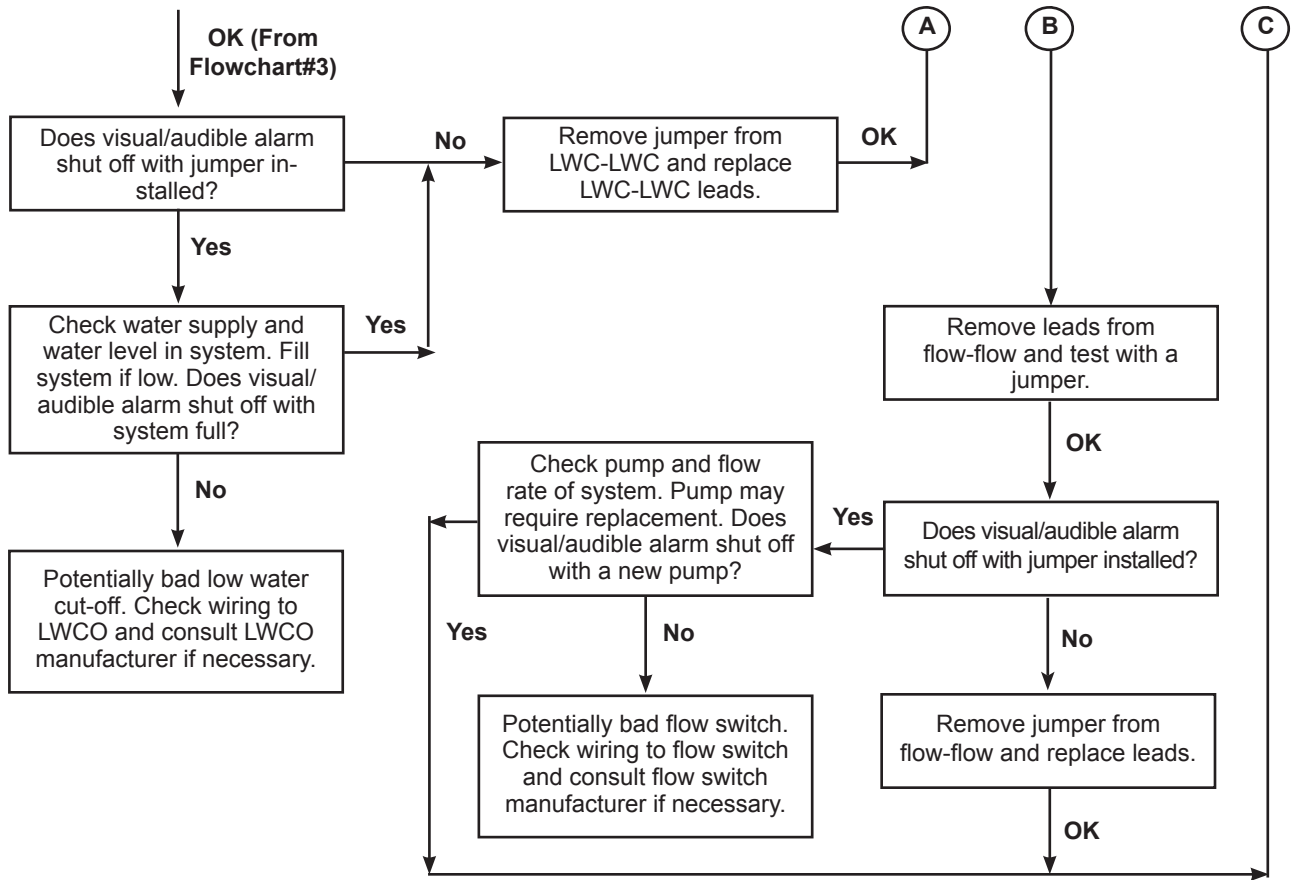 OK (From
Flowchart#3)
A
B
C
Does visual/audible alarm
shut off with jumper in-
stalled?
No
Remove jumper from
LWC-LWC and replace
LWC-LWC leads.
OK
Yes
Check water supply and
water level in system. Fill
system if low. Does visual/
audible alarm shut off with
system full?
Yes
No
Potentially bad low water
cut-off. Check wiring to
LWCO and consult LWCO
manufacturer if necessary.
Remove leads from
flow-flow and test with a
jumper.
OK
Does visual/audible alarm
shut off with jumper installed?
Yes
Check pump and flow
rate of system. Pump may
require replacement. Does
visual/audible alarm shut off
with a new pump?
Yes
No
Potentially bad flow switch.
Check wiring to flow switch
and consult flow switch
manufacturer if necessary.
No
Remove jumper from
flow-flow and replace leads.
OK